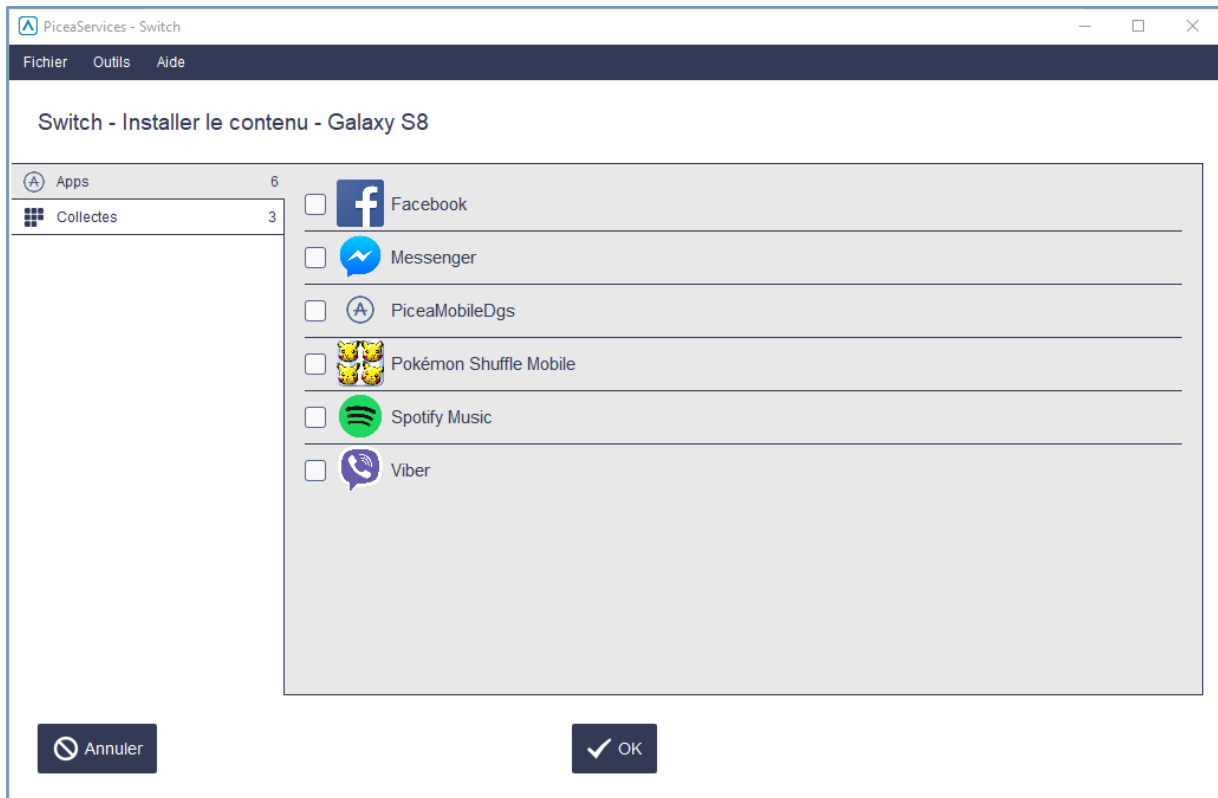 PiceaServices - Switch
Fichier Outils Aide
Switch - Installer le contenu - Galaxy S8
Apps 6
Collectes 3
Facebook
Messenger
PiceaMobileDgs
Pokémon Shuffle Mobile
Spotify Music
Viber
Annuler
OK